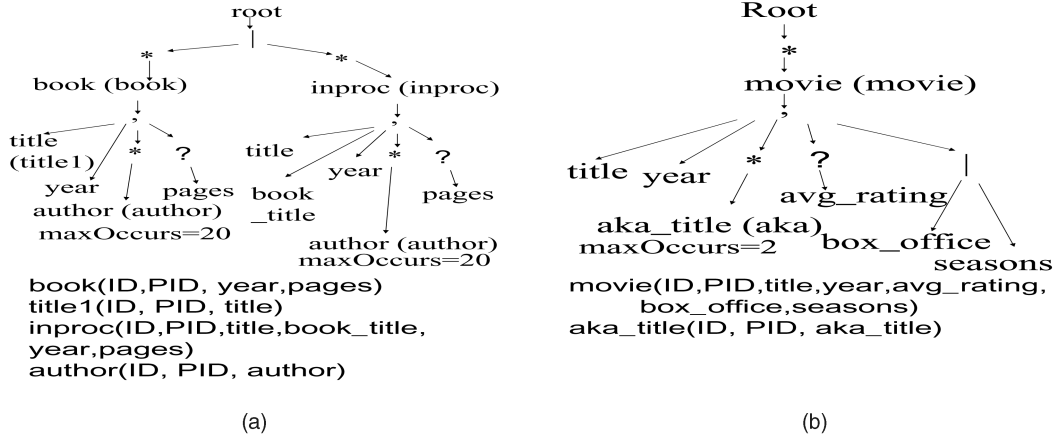 root
|
* *
book (book)
inproc (inproc)
, ,
title
(title1)
* ?
year
pages
author (author)
maxOccurs=20
title
book
_title
year
* ?
pages
author (author)
maxOccurs=20
book(ID,PID, year,pages)
title1(ID, PID, title)
inproc(ID,PID,title,book_title,
year,pages)
author(ID, PID, author)
(a)
Root
*
movie (movie)
,
title
year
* ? |
avg_rating
aka_title (aka)
maxOccurs=2
box_office
seasons
movie(ID,PID,title,year,avg_rating,
box_office,seasons)
aka_title(ID, PID, aka_title)
(b)